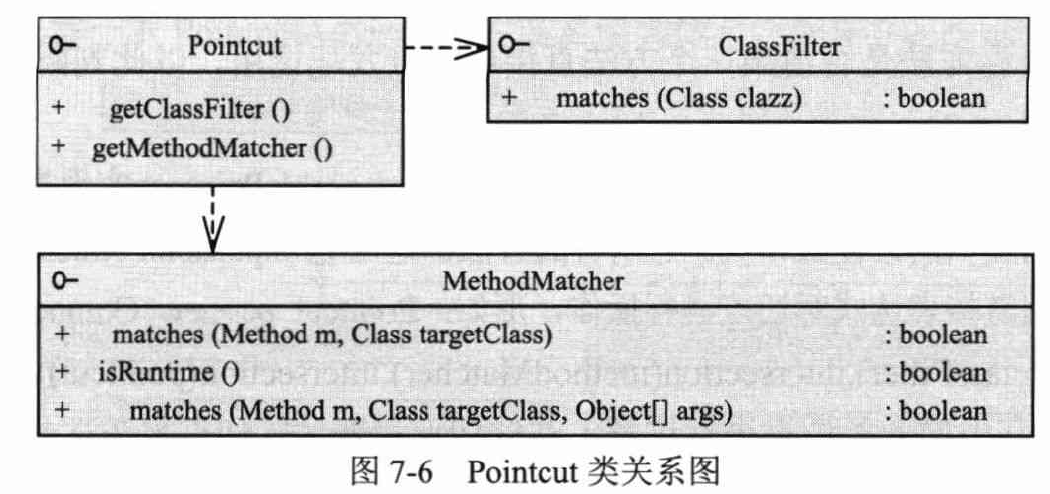 Pointcut
+ getClassFilter ()
+ getMethodMatcher ()
ClassFilter
+ matches (Class clazz) : boolean
MethodMatcher
+ matches (Method m, Class targetClass) : boolean
+ isRuntime () : boolean
+ matches (Method m, Class targetClass, Object[] args) : boolean
图 7-6 Pointcut 类关系图